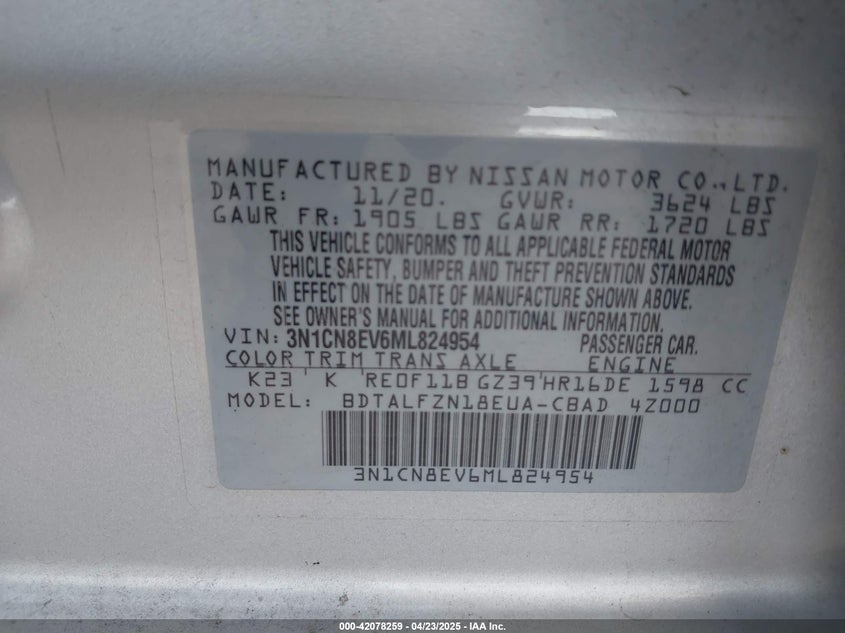 MANUFACTURED BY NISSAN MOTOR CO.,LTD.
DATE: 11/20. GVWR: 3624 LBS
GAWR FR: 1905 LBS GAWR RR: 1720 LBS
THIS VEHICLE CONFORMS TO ALL APPLICABLE FEDERAL MOTOR
VEHICLE SAFETY, BUMPER AND THEFT PREVENTION STANDARDS
IN EFFECT ON THE DATE OF MANUFACTURE SHOWN ABOVE.
SEE OWNER'S MANUAL FOR ADDITIONAL INFORMATION.
VIN: 3N1CN8EV6ML824954 PASSENGER CAR.
COLOR TRIM TRANS AXLE ENGINE
K23 K RE0F11B GZ39 HR16DE 1598 CC
MODEL: BDTALFZN18EUA-CBAD 4Z000
3N1CN8EV6ML824954
000-42078259 - 04/23/2025 - IAA Inc.